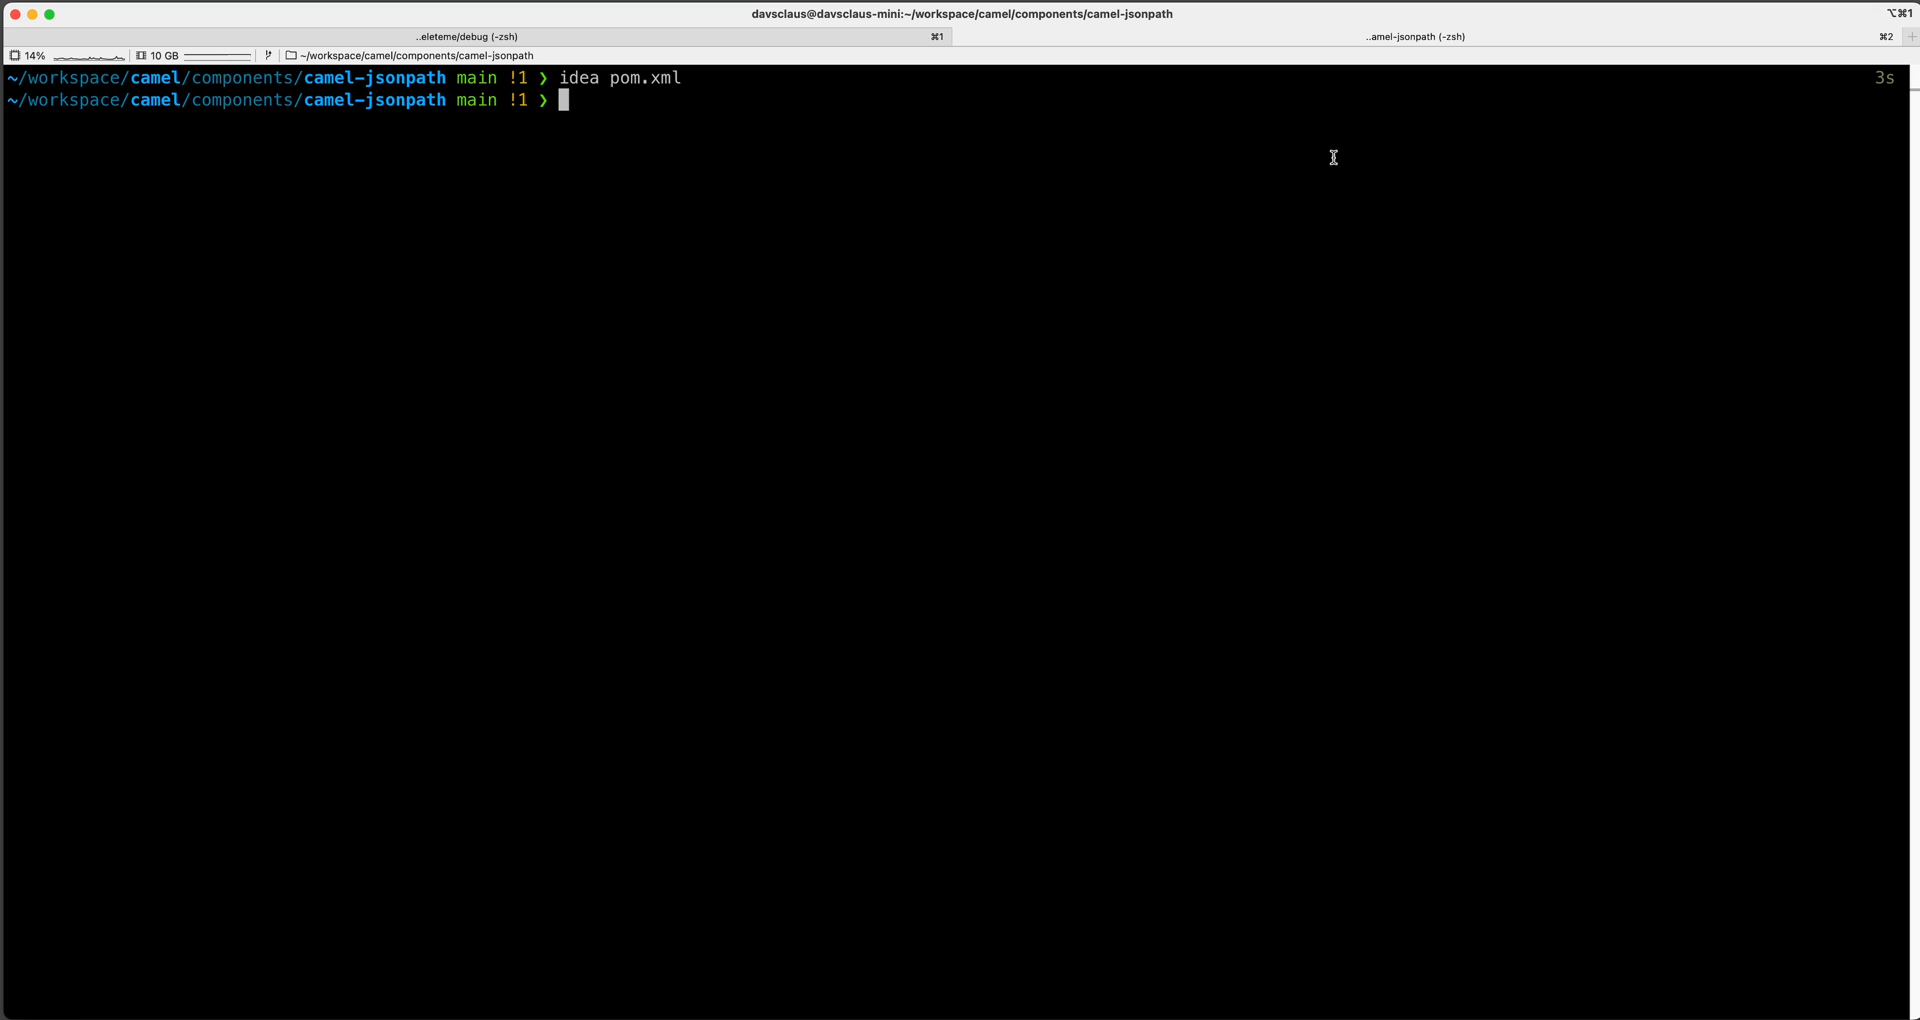 davsclaus@davsclaus-mini:~/workspace/camel/components/camel-jsonpath
⌥⌘1
..eleteme/debug (-zsh)
⌘1
..amel-jsonpath (-zsh)
⌘2
14%
10 GB
~/workspace/camel/components/camel-jsonpath
~/workspace/camel/components/camel-jsonpath main !1 ❯ idea pom.xml 3s
~/workspace/camel/components/camel-jsonpath main !1 ❯